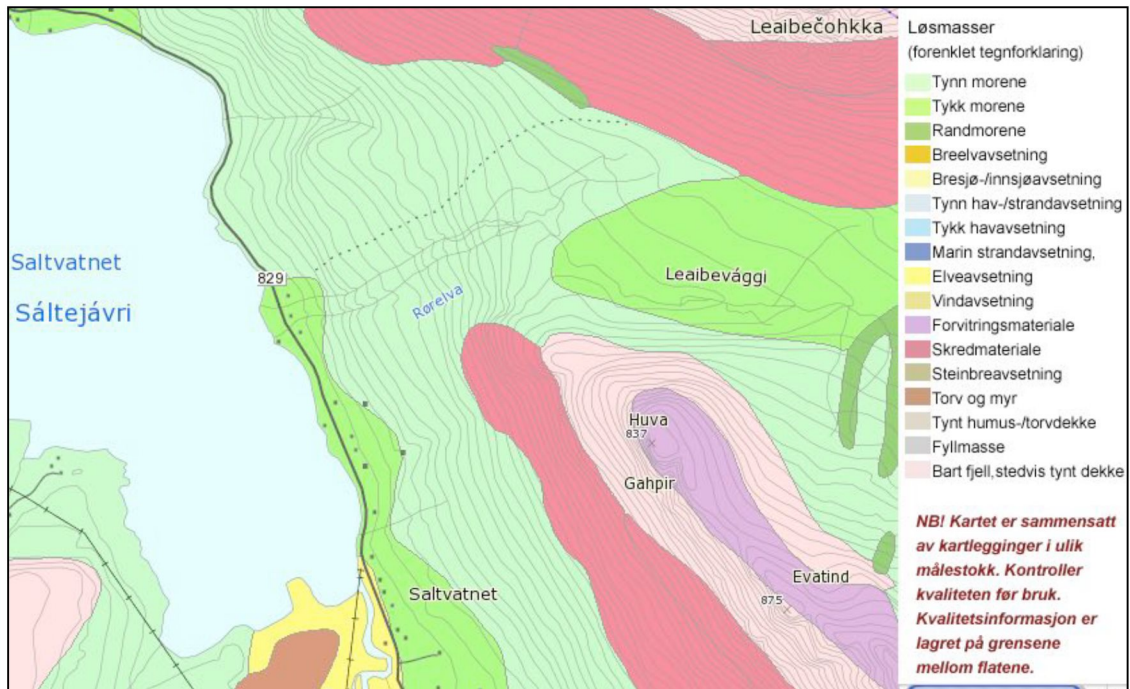 Leaibečohkka
Saltvatnet
Sáltejávri
829
Rørelva
Leaibevággi
Huva
837
Gahpir
Evatind
875
Saltvatnet
Løsmasser
(forenklet tegnforklaring)
Tynn morene
Tykk morene
Randmorene
Breelvavsetning
Bresjø-/innsjøavsetning
Tynn hav-/strandavsetning
Tykk havavsetning
Marin strandavsetning,
Elveavsetning
Vindavsetning
Forvitringsmateriale
Skredmateriale
Steinbreavsetning
Torv og myr
Tynt humus-/torvdekke
Fyllmasse
Bart fjell,stedvis tynt dekke
NB! Kartet er sammensatt
av kartlegginger i ulik
målestokk. Kontroller
kvaliteten før bruk.
Kvalitetsinformasjon er
lagret på grensene
mellom flatene.